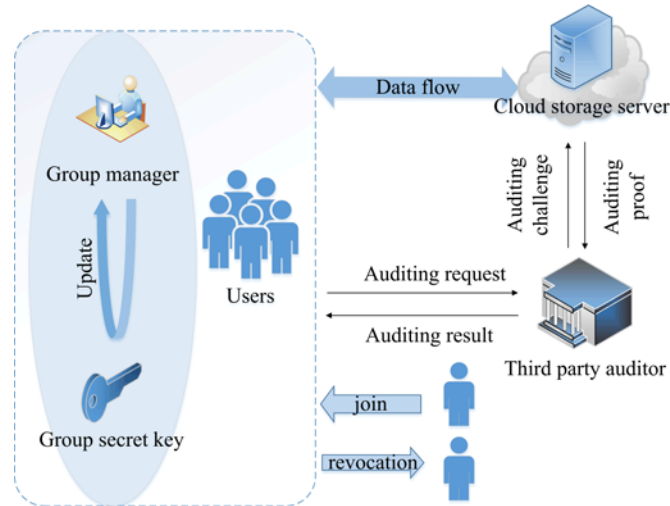 Data flow
Cloud storage server
Group manager
Auditing
challenge
Auditing
proof
Update
Users
Auditing request
Auditing result
Third party auditor
join
Group secret key
revocation